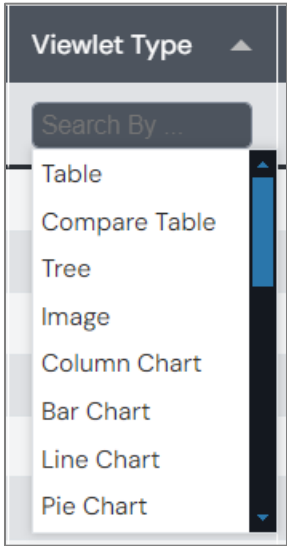 Viewlet Type
Search By ...
Table
Compare Table
Tree
Image
Column Chart
Bar Chart
Line Chart
Pie Chart